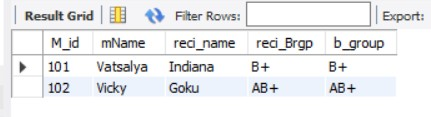 Result Grid Filter Rows: Export:
M_id mName reci_name reci_Brgp b_group
101 Vatsalya Indiana B+ B+
102 Vicky Goku AB+ AB+